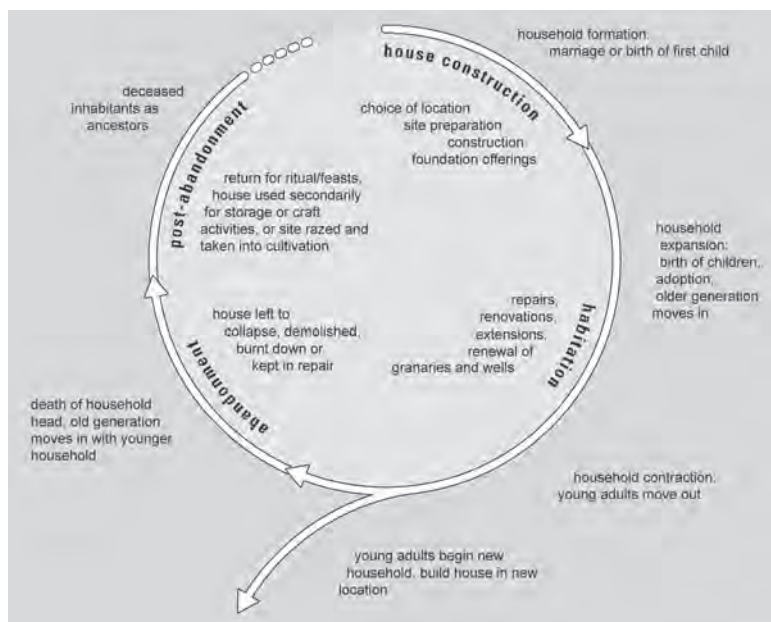 household formation:
marriage or birth of first child
house construction
choice of location
site preparation
construction
foundation offerings
household
expansion:
birth of children,
adoption,
older generation
moves in
habitation
repairs,
renovations,
extensions,
renewal of
granaries and wells
household contraction:
young adults move out
young adults begin new
household, build house in new
location
abandonment
house left to
collapse, demolished,
burnt down or
kept in repair
death of household
head, old generation
moves in with younger
household
post-abandonment
return for ritual/feasts,
house used secondarily
for storage or craft
activities, or site razed and
taken into cultivation
deceased
inhabitants as
ancestors